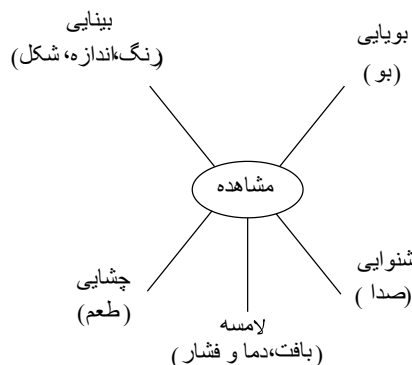 بویایی
(بو )
بینایی
(رنگ،اندازه، شکل)
مشاهده
شنوایی
(صدا )
چشایی
(طعم)
لامسه
(بافت،دما و فشار )